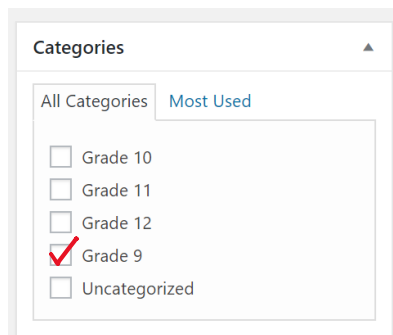 Categories
All Categories Most Used
Grade 10
Grade 11
Grade 12
Grade 9
Uncategorized